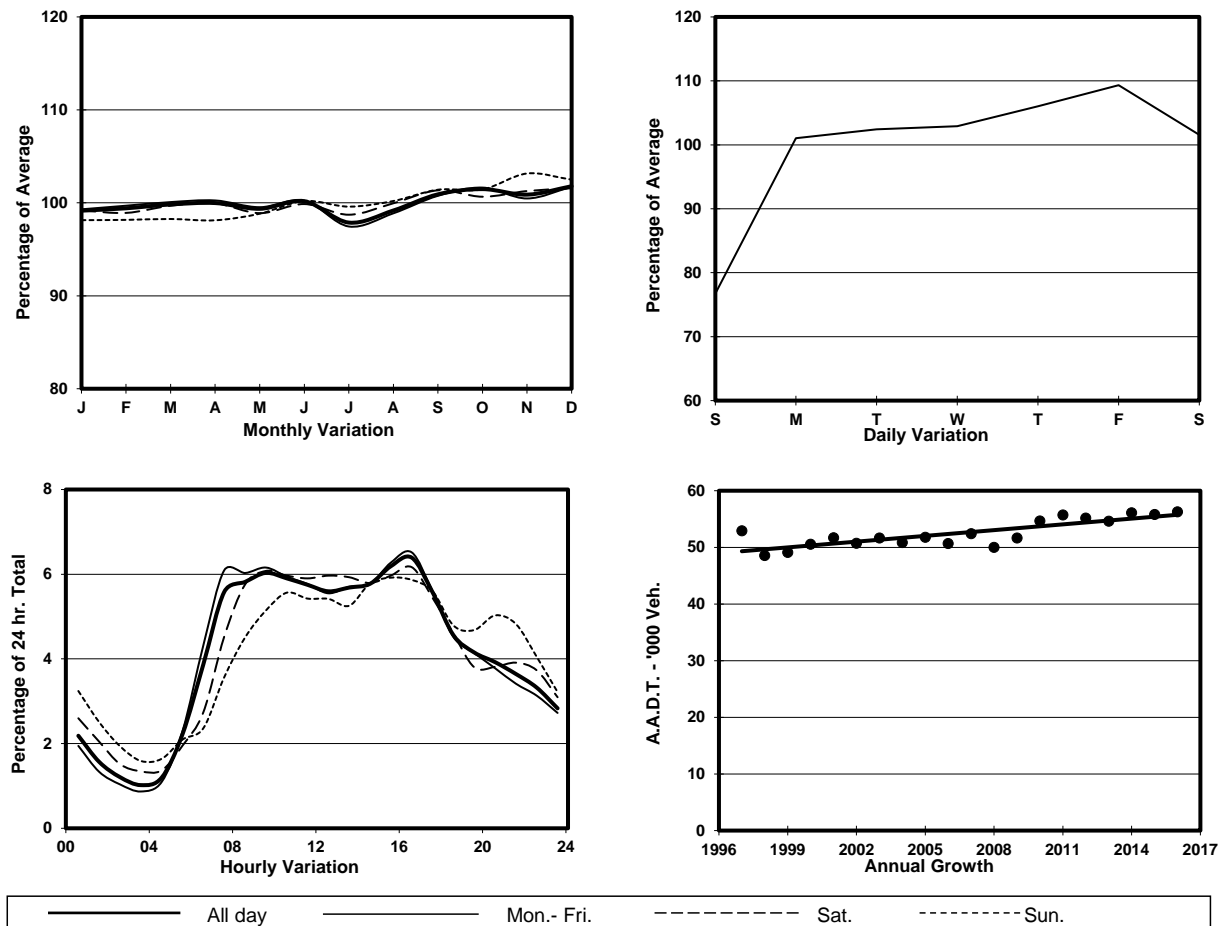 120
110
100
90
80
Percentage of Average
J F M A M J J A S O N D
Monthly Variation
120
110
100
90
80
70
60
Percentage of Average
S M T W T F S
Daily Variation
8
6
4
2
0
Percentage of 24 hr. Total
00 04 08 12 16 20 24
Hourly Variation
60
50
40
30
20
10
0
A.A.D.T. - '000 Veh.
1996 1999 2002 2005 2008 2011 2014 2017
Annual Growth
All day Mon.- Fri. Sat. Sun.